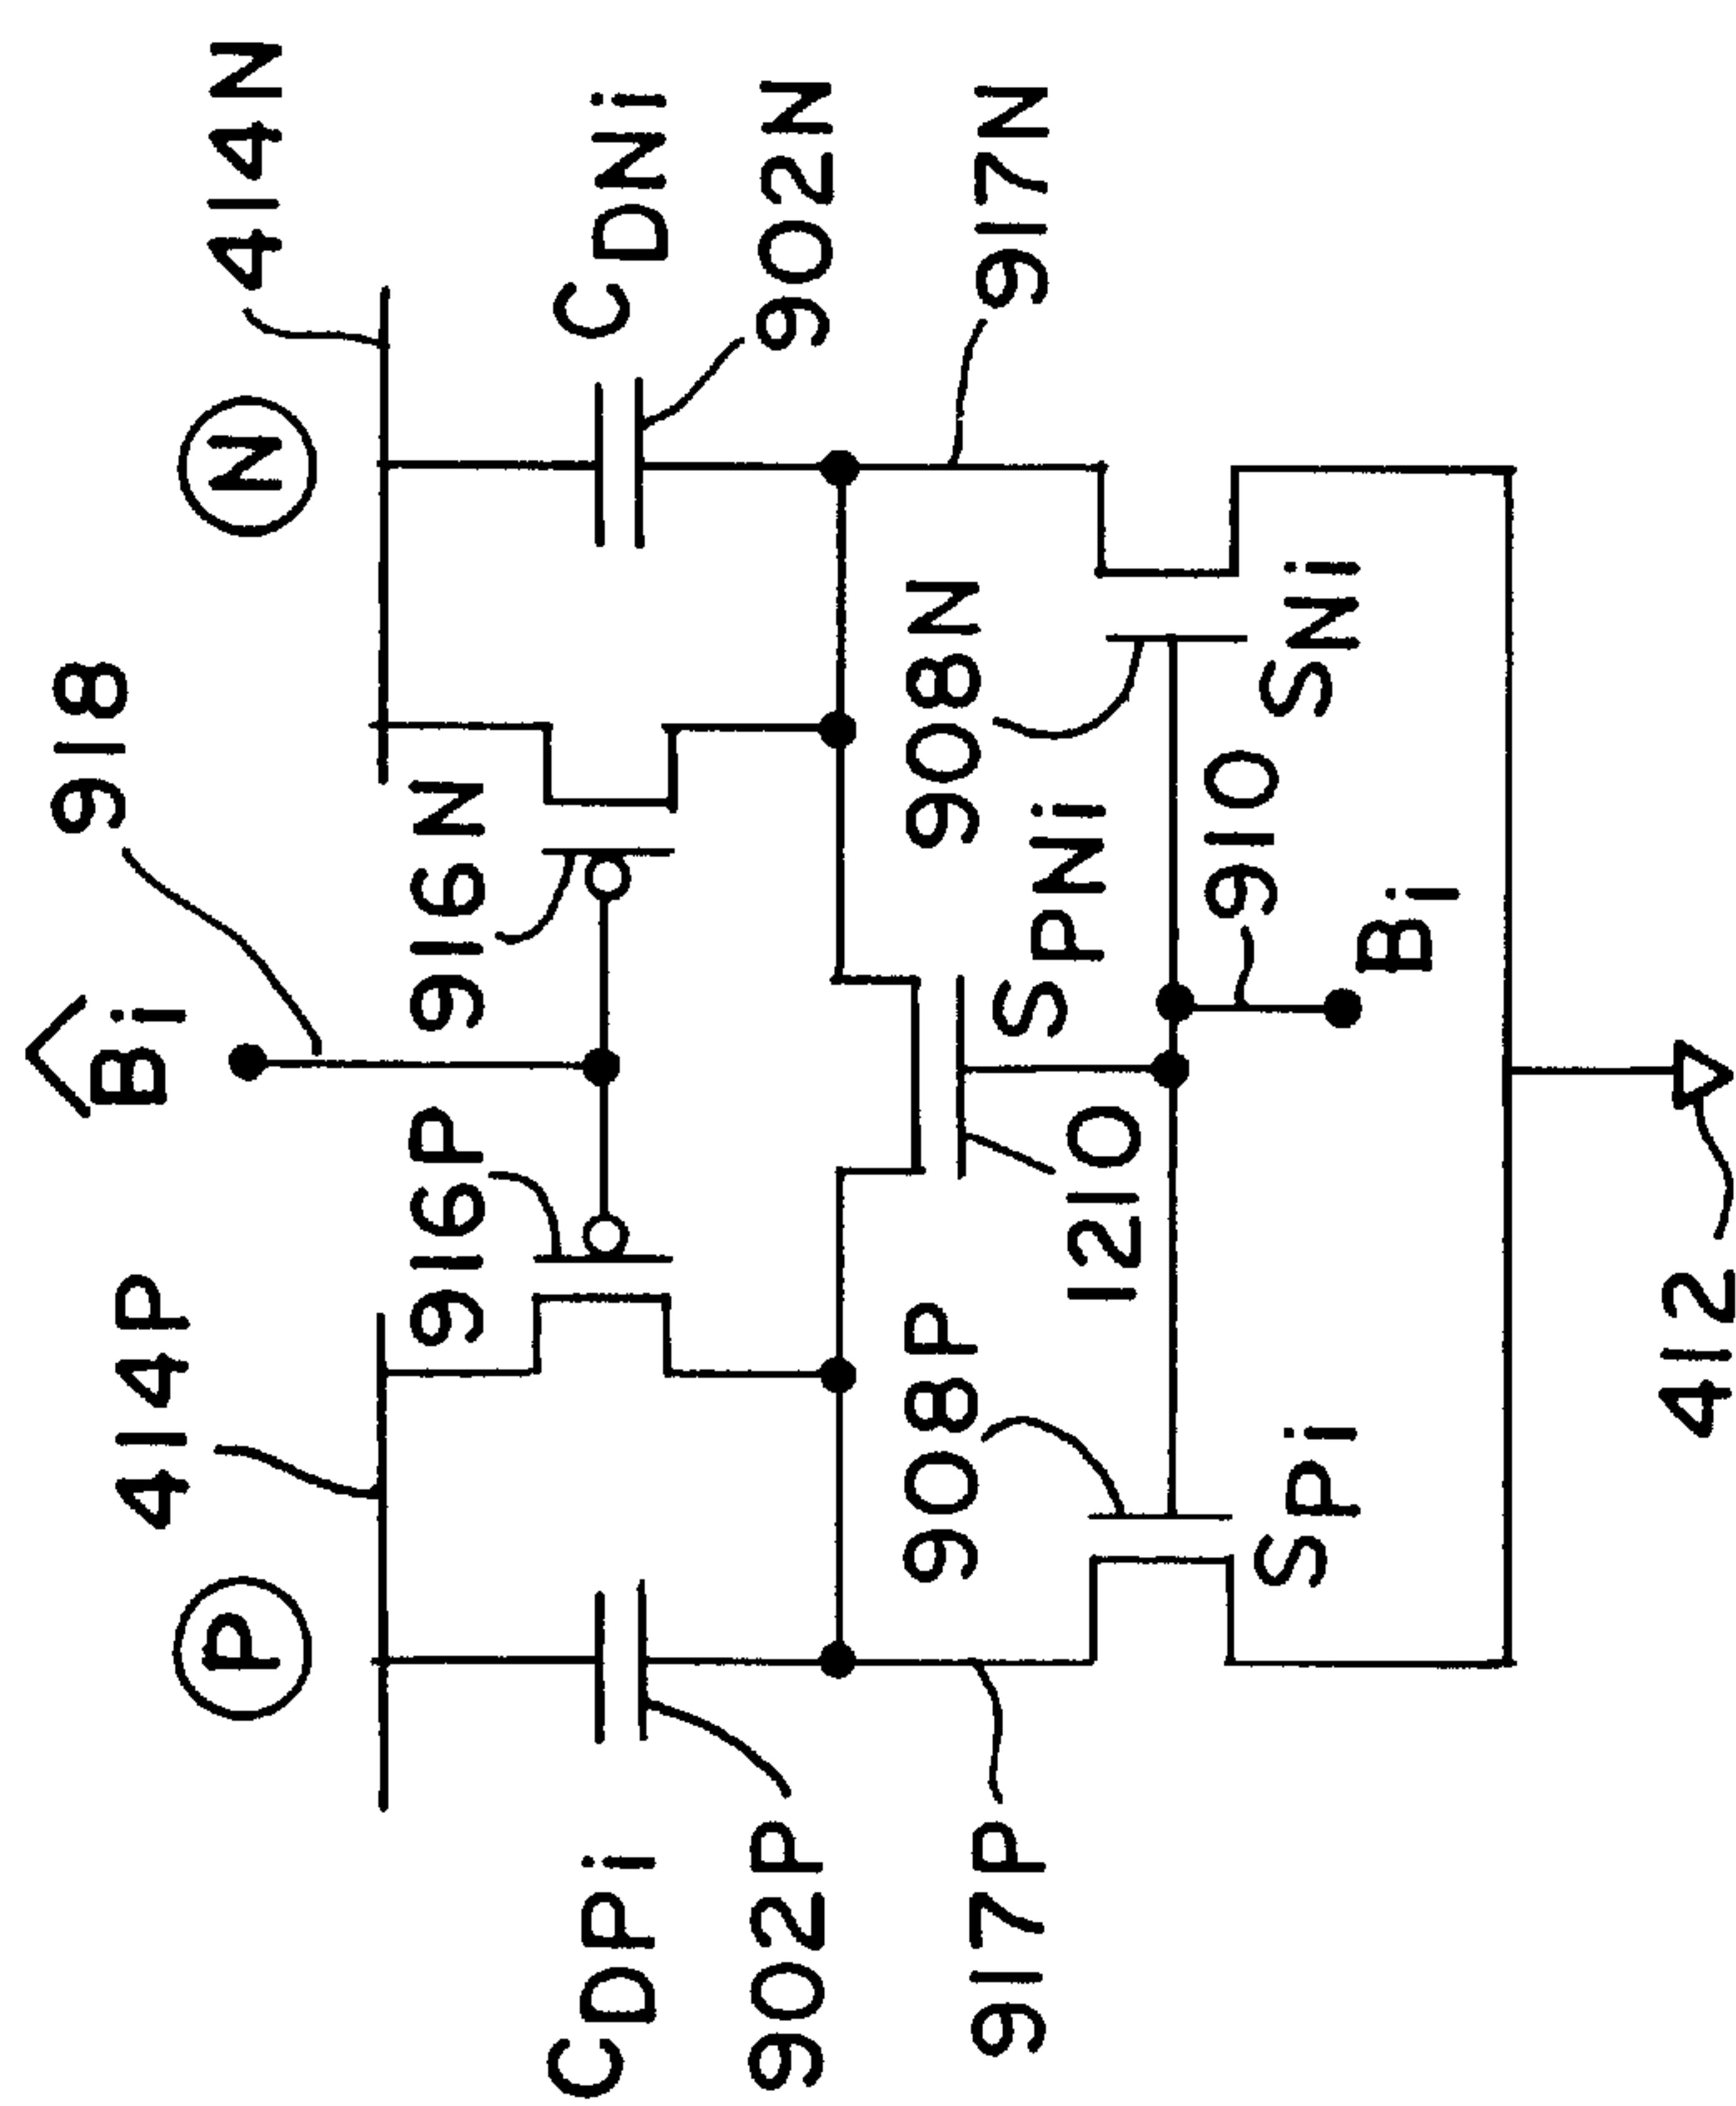 918
B̂i
414P
P
N
414N
916P
916N
CDPi
CDNi
902P
902N
908P
908N
917P
917N
SPNi
1210
910
SPi
SNi
Bi
412